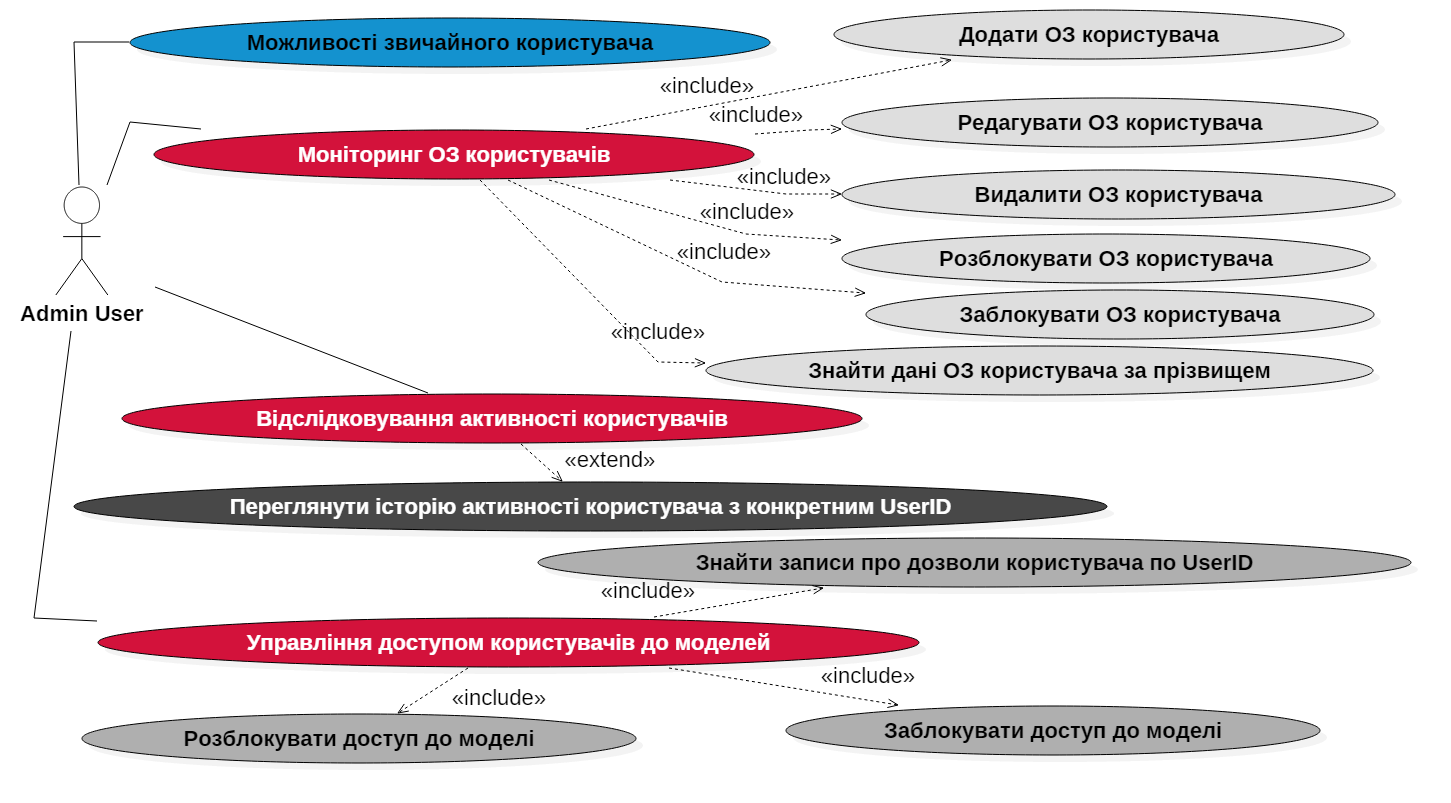 Можливості звичайного користувача
Додати ОЗ користувача
«include»
«include»
Редагувати ОЗ користувача
Моніторинг ОЗ користувачів
«include»
Видалити ОЗ користувача
«include»
«include»
Розблокувати ОЗ користувача
Admin User
Заблокувати ОЗ користувача
«include»
Знайти дані ОЗ користувача за прізвищем
Відслідковування активності користувачів
«extend»
Переглянути історію активності користувача з конкретним UserID
Знайти записи про дозволи користувача по UserID
«include»
Управління доступом користувачів до моделей
«include»
«include»
Розблокувати доступ до моделі
Заблокувати доступ до моделі